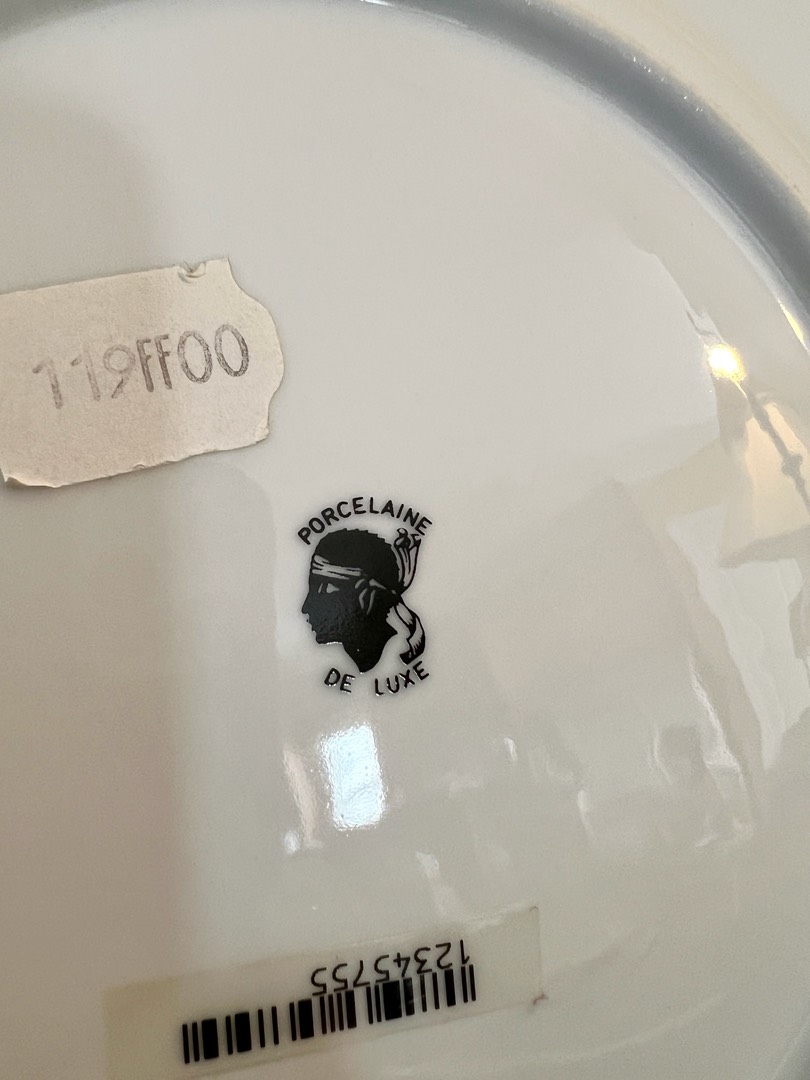 119FF00
PORCELAINE
DE LUXE
12345755